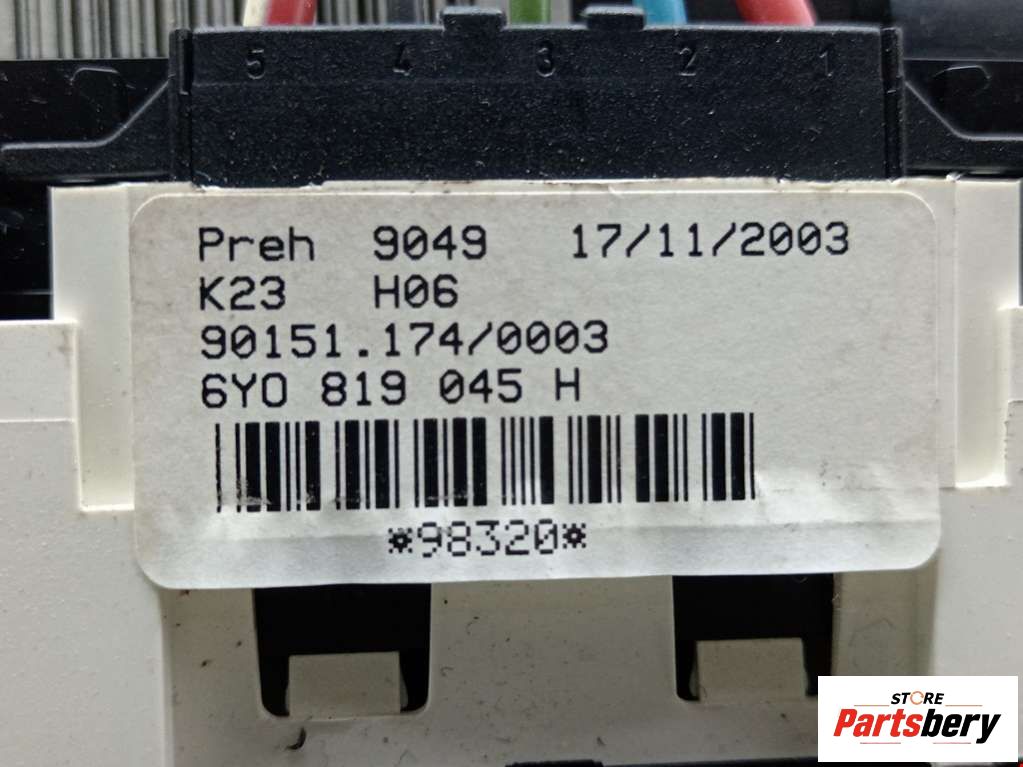 5 4 3 2 1
Preh 9049 17/11/2003
K23 H06
90151.174/0003
6Y0 819 045 H
*98320*
STORE
Partsbery